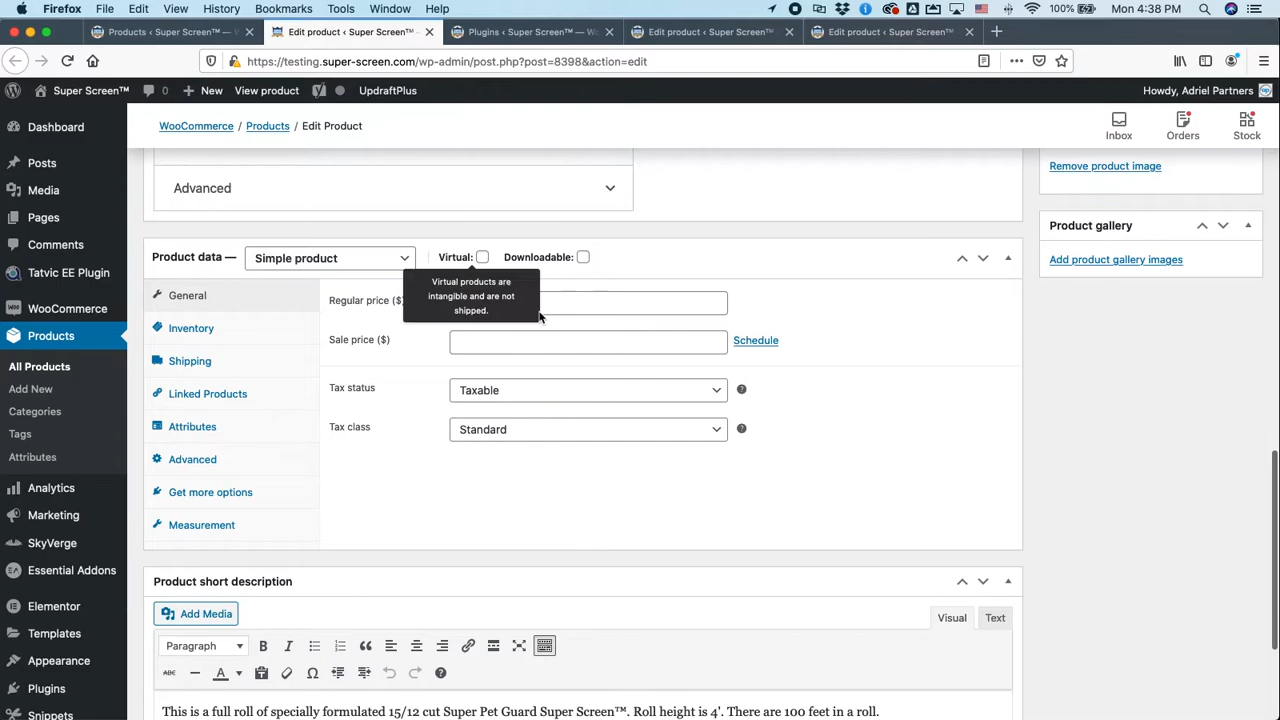 Firefox File Edit View History Bookmarks Tools Window Help 100% Mon 4:38 PM
Products ‹ Super Screen™ — W Edit product ‹ Super Screen™ Plugins ‹ Super Screen™ — Wo Edit product ‹ Super Screen™ Edit product ‹ Super Screen™
https://testing.super-screen.com/wp-admin/post.php?post=8398&action=edit
Super Screen™ 0 New View product UpdraftPlus Howdy, Adriel Partners
WooCommerce / Products / Edit Product
Inbox Orders Stock
Dashboard
Posts
Media
Pages
Comments
Tatvic EE Plugin
WooCommerce
Products
All Products
Add New
Categories
Tags
Attributes
Analytics
Marketing
SkyVerge
Essential Addons
Elementor
Templates
Appearance
Plugins
Snippets
Advanced
Product data — Simple product Virtual: Downloadable:
Virtual products are
intangible and are not
shipped.
General
Inventory
Shipping
Linked Products
Attributes
Advanced
Get more options
Measurement
Regular price ($)
Sale price ($) Schedule
Tax status Taxable
Tax class Standard
Remove product image
Product gallery
Add product gallery images
Product short description
Add Media Visual Text
Paragraph B I
ABC A
This is a full roll of specially formulated 15/12 cut Super Pet Guard Super Screen™. Roll height is 4'. There are 100 feet in a roll.